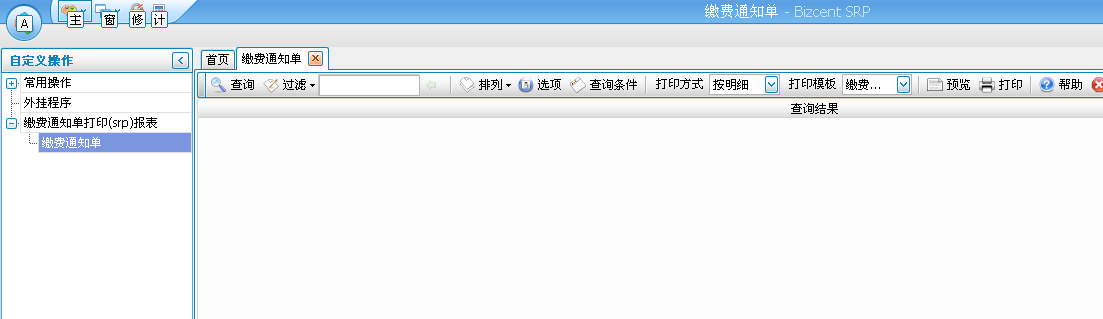 缴费通知单 - Bizcent SRP
A 主 窗 修 计
自定义操作
常用操作
外挂程序
缴费通知单打印(srp)报表
缴费通知单
首页 缴费通知单
查询 过滤 排列 选项 查询条件 打印方式 按明细 打印模板 缴费... 预览 打印 帮助
查询结果